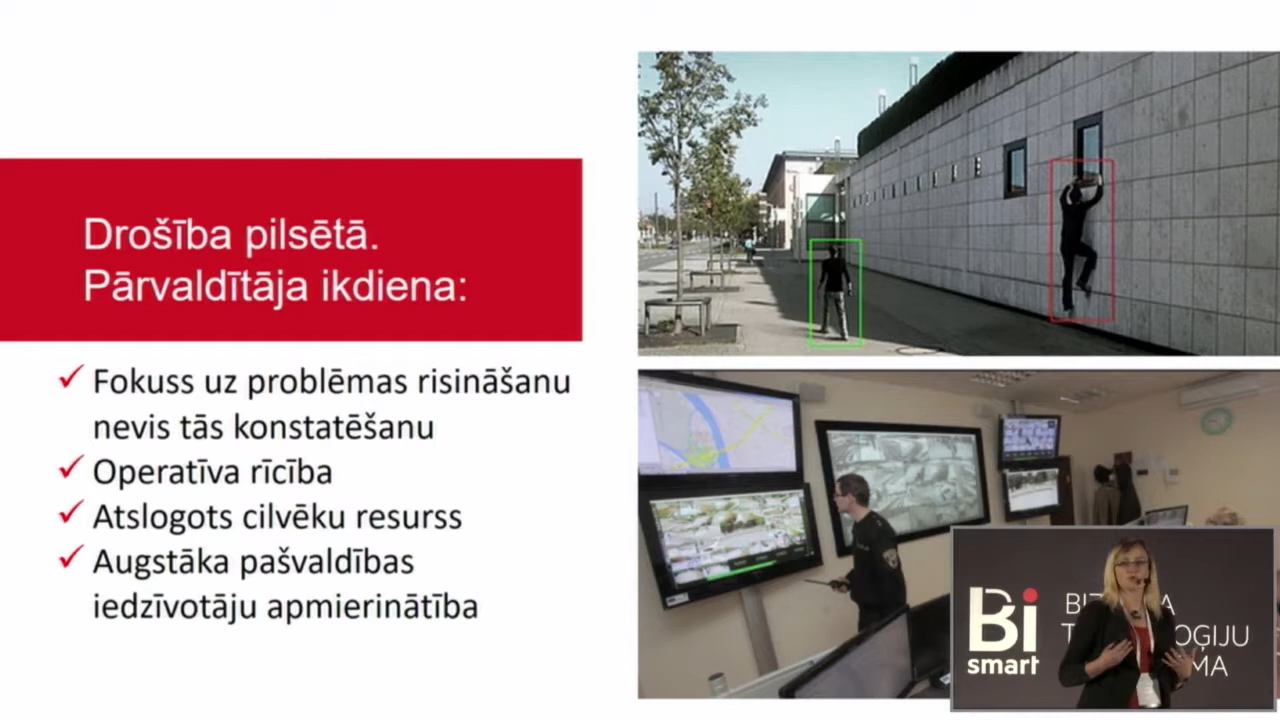 Drošība pilsētā.
Pārvaldītāja ikdiena:
✓ Fokuss uz problēmas risināšanu
nevis tās konstatēšanu
✓ Operatīva rīcība
✓ Atslogots cilvēku resurss
✓ Augstāka pašvaldības
iedzīvotāju apmierinātība
Bi
smart